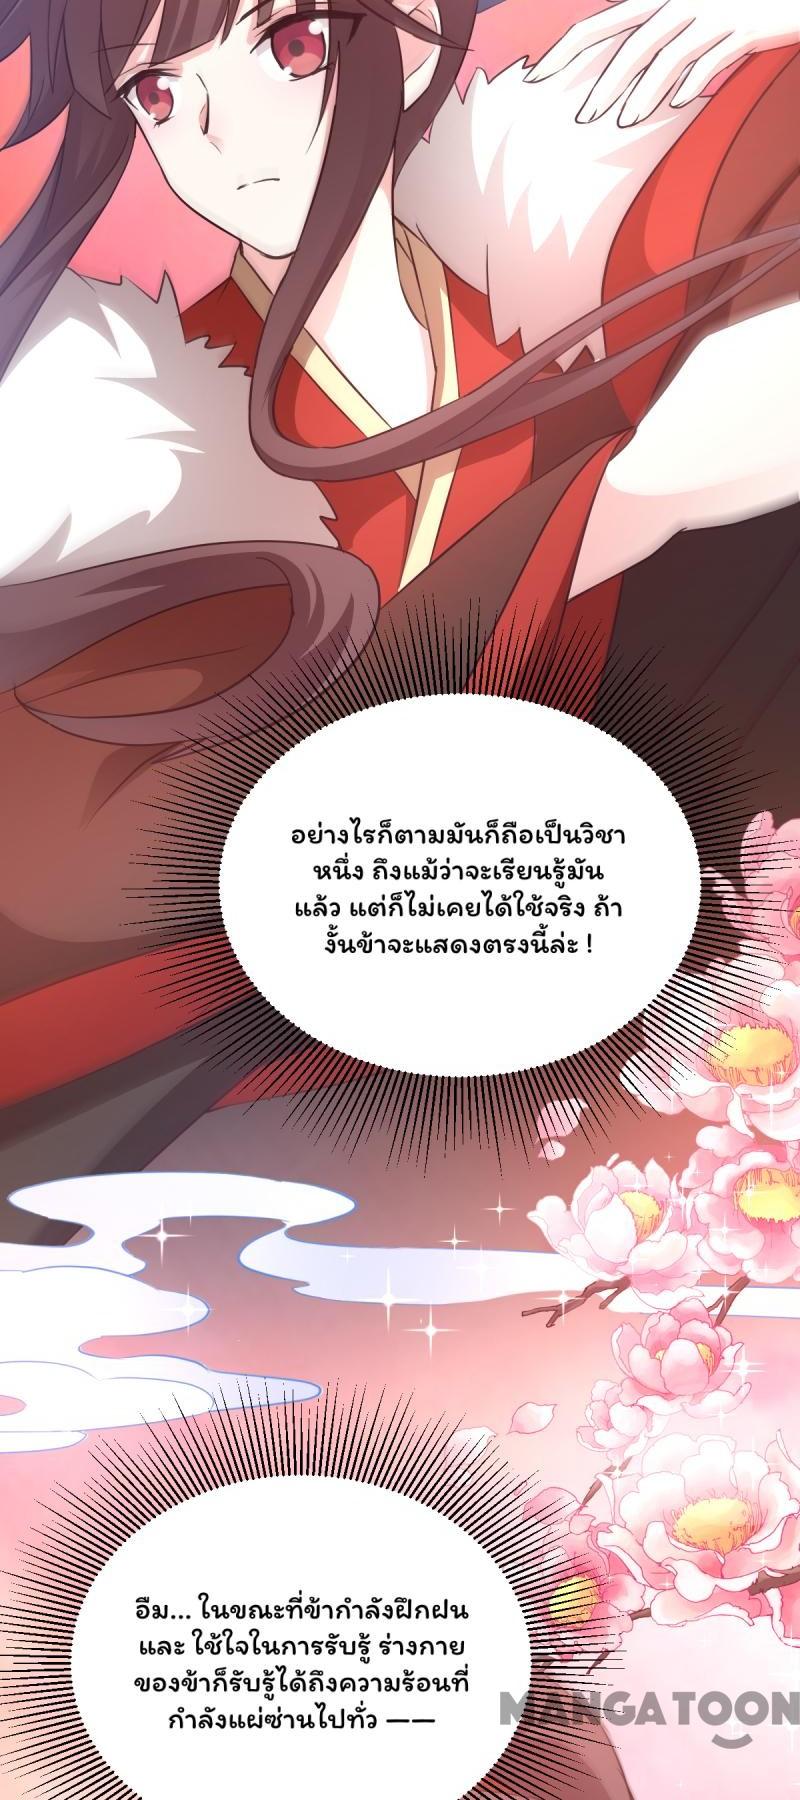 อย่างไรก็ตามมันก็ถือเป็นวิชา
หนึ่ง ถึงแม้ว่าจะเรียนรู้มัน
แล้ว แต่ก็ไม่เคยได้ใช้จริง ถ้า
งั้นข้าจะแสดงตรงนี้ล่ะ !
อืม... ในขณะที่ข้ากำลังฝึกฝน
และ ใช้ใจในการรับรู้ ร่างกาย
ของข้าก็รับรู้ได้ถึงความร้อนที่
กำลังแผ่ซ่านไปทั่ว ——
MANGATOON